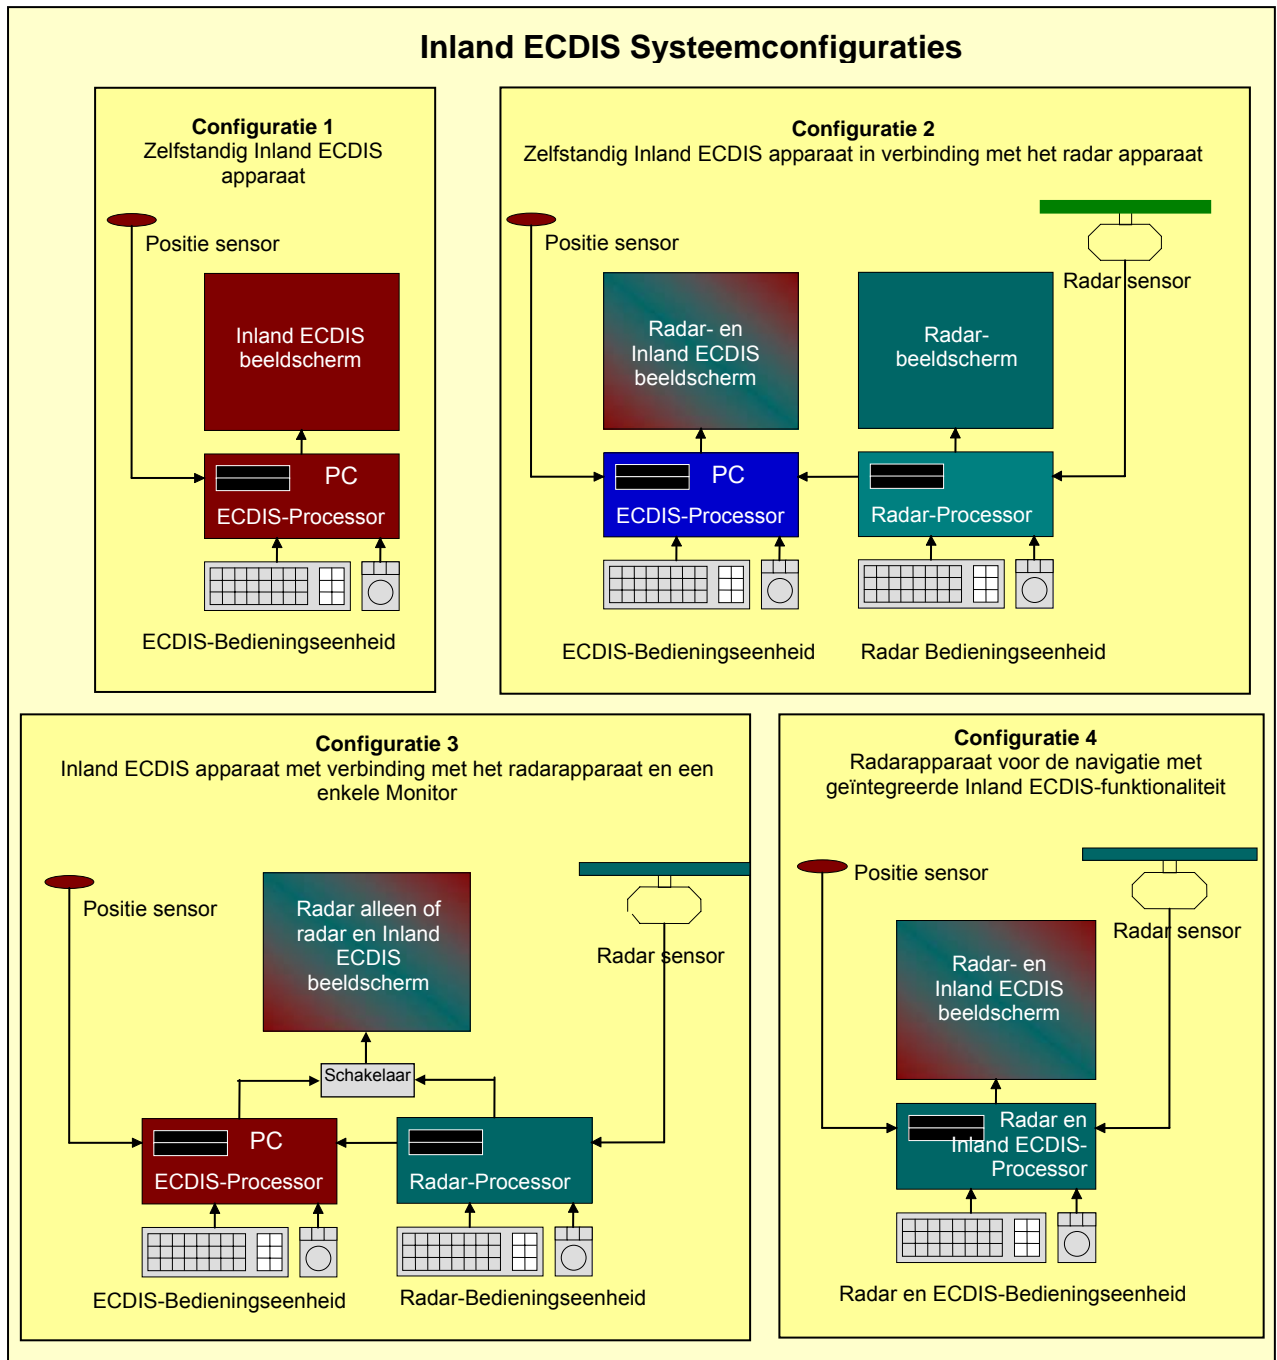 Inland ECDIS Systeemconfiguraties
Configuratie 1
Zelfstandig Inland ECDIS
apparaat
Positie sensor
Inland ECDIS
beeldscherm
PC
ECDIS-Processor
ECDIS-Bedieningseenheid
Configuratie 2
Zelfstandig Inland ECDIS apparaat in verbinding met het radar apparaat
Positie sensor
Radar sensor
Radar- en
Inland ECDIS
beeldscherm
Radar-
beeldscherm
PC
ECDIS-Processor
Radar-Processor
ECDIS-Bedieningseenheid
Radar Bedieningseenheid
Configuratie 3
Inland ECDIS apparaat met verbinding met het radarapparaat en een
enkele Monitor
Positie sensor
Radar alleen of
radar en Inland
ECDIS
beeldscherm
Radar sensor
Schakelaar
PC
ECDIS-Processor
Radar-Processor
ECDIS-Bedieningseenheid
Radar-Bedieningseenheid
Configuratie 4
Radarapparaat voor de navigatie met
geïntegreerde Inland ECDIS-funktionaliteit
Positie sensor
Radar sensor
Radar- en
Inland ECDIS
beeldscherm
Radar en
Inland ECDIS-
Processor
Radar en ECDIS-Bedieningseenheid